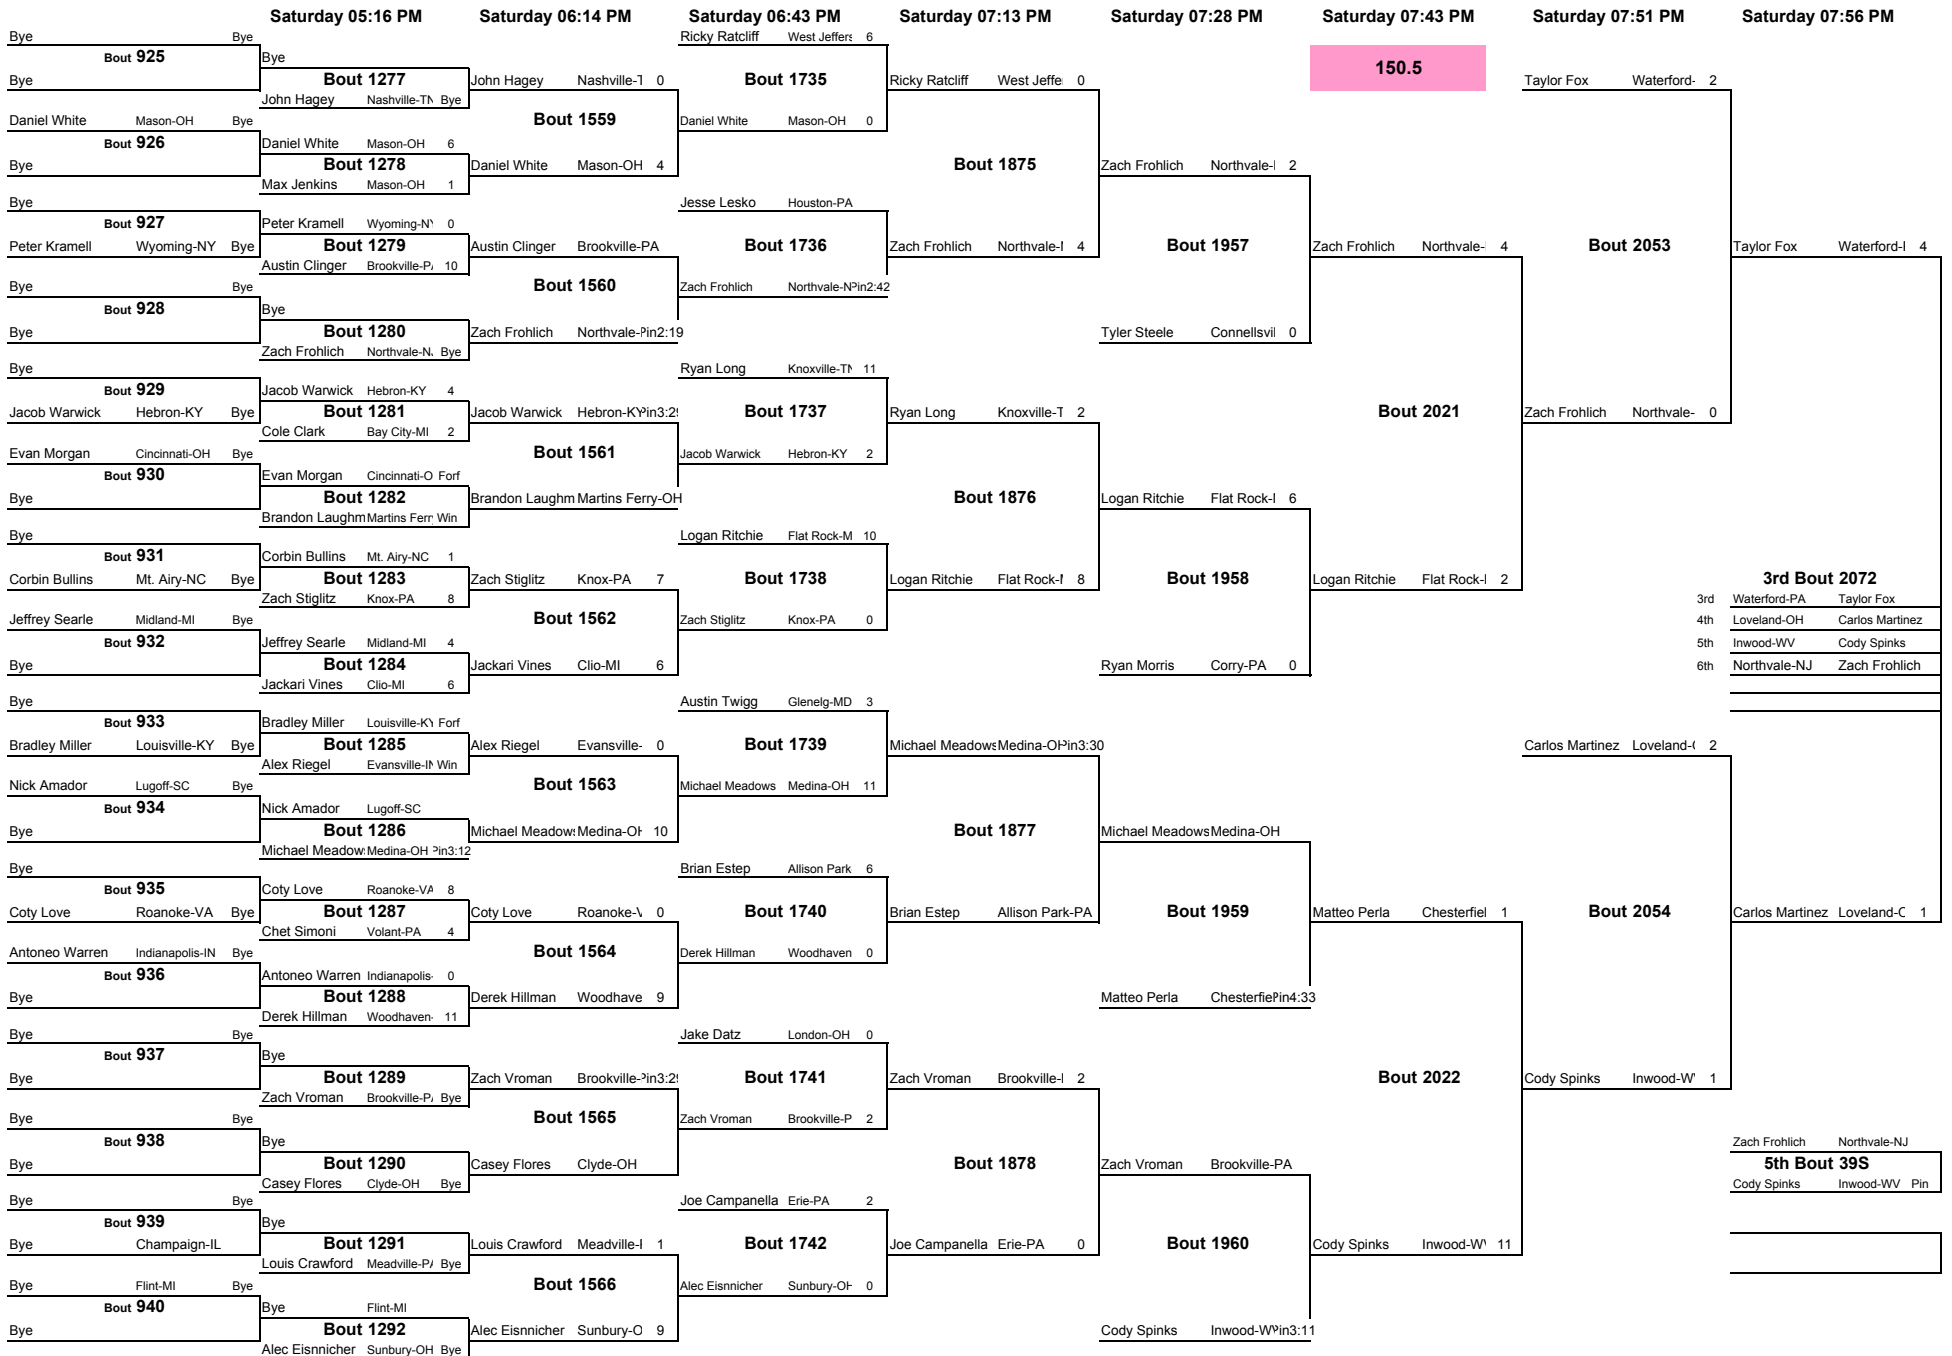 Saturday 05:16 PM Saturday 06:14 PM Saturday 06:43 PM Saturday 07:13 PM Saturday 07:28 PM Saturday 07:43 PM Saturday 07:51 PM Saturday 07:56 PM
150.5
Bye Bye
Bout 925
Bye
Daniel White Mason-OH Bye
Bout 926
Bye
Bye
Bout 927
Peter Kramell Wyoming-NY Bye
Bye Bye
Bout 928
Bye
Bye
Bout 929
Jacob Warwick Hebron-KY Bye
Evan Morgan Cincinnati-OH Bye
Bout 930
Bye
Bye
Bout 931
Corbin Bullins Mt. Airy-NC Bye
Jeffrey Searle Midland-MI Bye
Bout 932
Bye
Bye
Bout 933
Bradley Miller Louisville-KY Bye
Nick Amador Lugoff-SC Bye
Bout 934
Bye
Bye
Bout 935
Coty Love Roanoke-VA Bye
Antoneo Warren Indianapolis-IN Bye
Bout 936
Bye
Bye Bye
Bout 937
Bye
Bye Bye
Bout 938
Bye
Bye Bye
Bout 939
Bye Champaign-IL
Bye Flint-MI Bye
Bout 940
Bye
Bye
Bout 1277
John Hagey Nashville-TN Bye
Daniel White Mason-OH 6
Bout 1278
Max Jenkins Mason-OH 1
Peter Kramell Wyoming-NY 0
Bout 1279
Austin Clinger Brookville-P 10
Bye
Bout 1280
Zach Frohlich Northvale-N Bye
Jacob Warwick Hebron-KY 4
Bout 1281
Cole Clark Bay City-MI 2
Evan Morgan Cincinnati-O Forf
Bout 1282
Brandon Laughm Martins Ferr Win
Corbin Bullins Mt. Airy-NC 1
Bout 1283
Zach Stiglitz Knox-PA 8
Jeffrey Searle Midland-MI 4
Bout 1284
Jackari Vines Clio-MI 6
Bradley Miller Louisville-KY Forf
Bout 1285
Alex Riegel Evansville-IN Win
Nick Amador Lugoff-SC
Bout 1286
Michael Meadow Medina-OH Pin3:12
Coty Love Roanoke-VA 8
Bout 1287
Chet Simoni Volant-PA 4
Antoneo Warren Indianapolis- 0
Bout 1288
Derek Hillman Woodhaven- 11
Bye
Bout 1289
Zach Vroman Brookville-P Bye
Bye
Bout 1290
Casey Flores Clyde-OH Bye
Bye
Bout 1291
Louis Crawford Meadville-P Bye
Bye Flint-MI
Bout 1292
Alec Eisnnicher Sunbury-OH Bye
John Hagey Nashville-T 0
Bout 1559
Daniel White Mason-OH 4
Austin Clinger Brookville-PA
Bout 1560
Zach Frohlich Northvale-Pin2:19
Jacob Warwick Hebron-KYPin3:29
Bout 1561
Brandon Laughm Martins Ferry-OH
Zach Stiglitz Knox-PA 7
Bout 1562
Jackari Vines Clio-MI 6
Alex Riegel Evansville- 0
Bout 1563
Michael Meadow Medina-OH 10
Coty Love Roanoke-V 0
Bout 1564
Derek Hillman Woodhave 9
Zach Vroman Brookville-Pin3:29
Bout 1565
Casey Flores Clyde-OH
Louis Crawford Meadville- 1
Bout 1566
Alec Eisnnicher Sunbury-O 9
Ricky Ratcliff West Jeffers 6
Bout 1735
Daniel White Mason-OH 0
Jesse Lesko Houston-PA
Bout 1736
Zach Frohlich Northvale-NPin2:42
Ryan Long Knoxville-TN 11
Bout 1737
Jacob Warwick Hebron-KY 2
Logan Ritchie Flat Rock-M 10
Bout 1738
Zach Stiglitz Knox-PA 0
Austin Twigg Glenelg-MD 3
Bout 1739
Michael Meadows Medina-OH 11
Brian Estep Allison Park 6
Bout 1740
Derek Hillman Woodhaven 0
Jake Datz London-OH 0
Bout 1741
Zach Vroman Brookville-P 2
Joe Campanella Erie-PA 2
Bout 1742
Alec Eisnnicher Sunbury-OH 0
Ricky Ratcliff West Jeffe 0
Bout 1875
Zach Frohlich Northvale- 4
Ryan Long Knoxville-T 2
Bout 1876
Logan Ritchie Flat Rock- 8
Michael Meadows Medina-OHPin3:30
Bout 1877
Brian Estep Allison Park-PA
Zach Vroman Brookville- 2
Bout 1878
Joe Campanella Erie-PA 0
Zach Frohlich Northvale- 2
Bout 1957
Tyler Steele Connellsvil 0
Logan Ritchie Flat Rock- 6
Bout 1958
Ryan Morris Corry-PA 0
Michael Meadows Medina-OH
Bout 1959
Matteo Perla ChesterfiePin4:33
Zach Vroman Brookville-PA
Bout 1960
Cody Spinks Inwood-WPin3:11
Zach Frohlich Northvale- 4
Bout 2021
Logan Ritchie Flat Rock- 2
Matteo Perla Chesterfiel 1
Bout 2022
Cody Spinks Inwood-W 11
Taylor Fox Waterford- 2
Bout 2053
Zach Frohlich Northvale- 0
Carlos Martinez Loveland- 2
Bout 2054
Cody Spinks Inwood-W 1
Taylor Fox Waterford- 4
3rd Bout 2072
3rd Waterford-PA Taylor Fox
4th Loveland-OH Carlos Martinez
5th Inwood-WV Cody Spinks
6th Northvale-NJ Zach Frohlich
Carlos Martinez Loveland-O 1
Zach Frohlich Northvale-NJ
5th Bout 39S
Cody Spinks Inwood-WV Pin